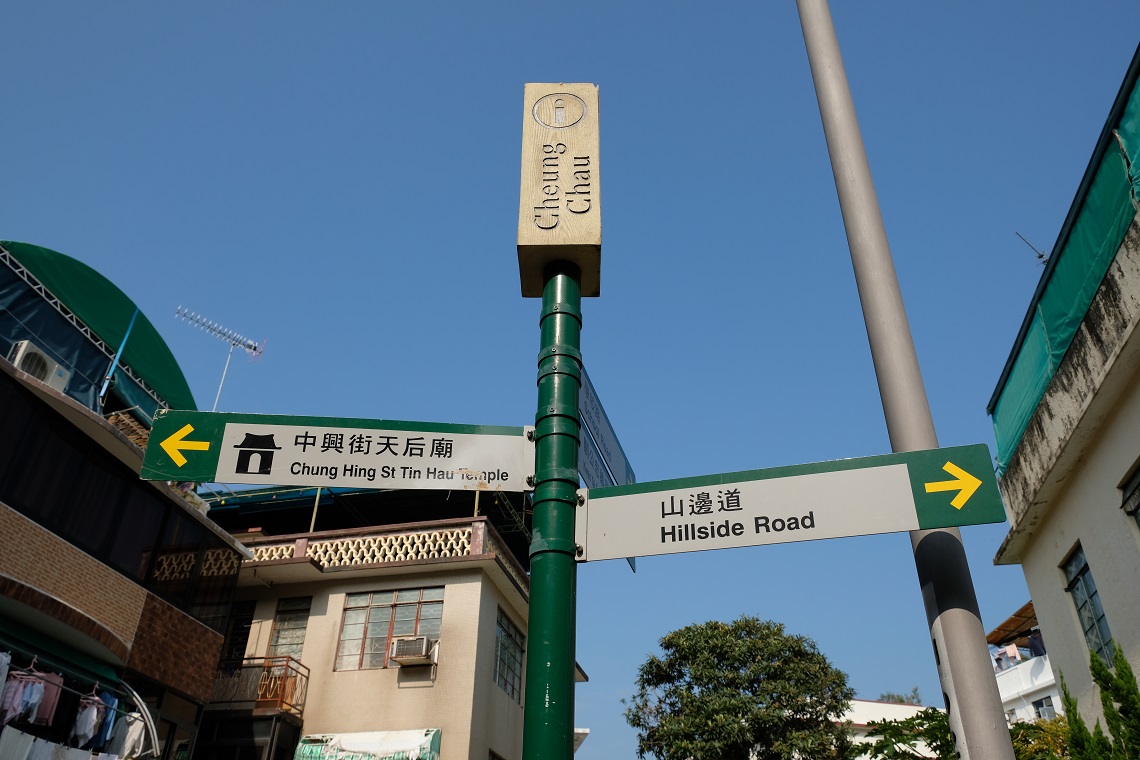 i
Cheung
Chau
中興街天后廟
Chung Hing St Tin Hau Temple
山邊道
Hillside Road